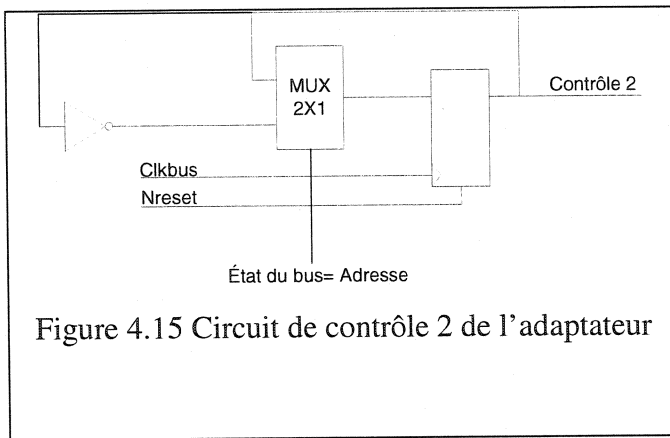 MUX
2X1
Contrôle 2
Clkbus
Nreset
État du bus= Adresse
Figure 4.15 Circuit de contrôle 2 de l'adaptateur